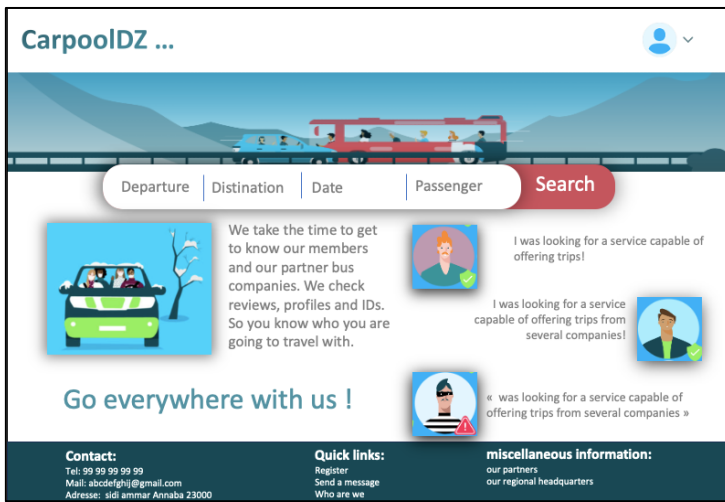 CarpoolDZ ...
Departure
Distination
Date
Passenger
Search
We take the time to get
to know our members
and our partner bus
companies. We check
reviews, profiles and IDs.
So you know who you are
going to travel with.
Go everywhere with us !
I was looking for a service capable of
offering trips!
I was looking for a service
capable of offering trips from
several companies!
« was looking for a service capable of
offering trips from several companies »
Contact:
Tel: 99 99 99 99 99
Mail: abcdefghij@gmail.com
Adresse: sidi ammar Annaba 23000
Quick links:
Register
Send a message
Who are we
miscellaneous information:
our partners
our regional headquarters